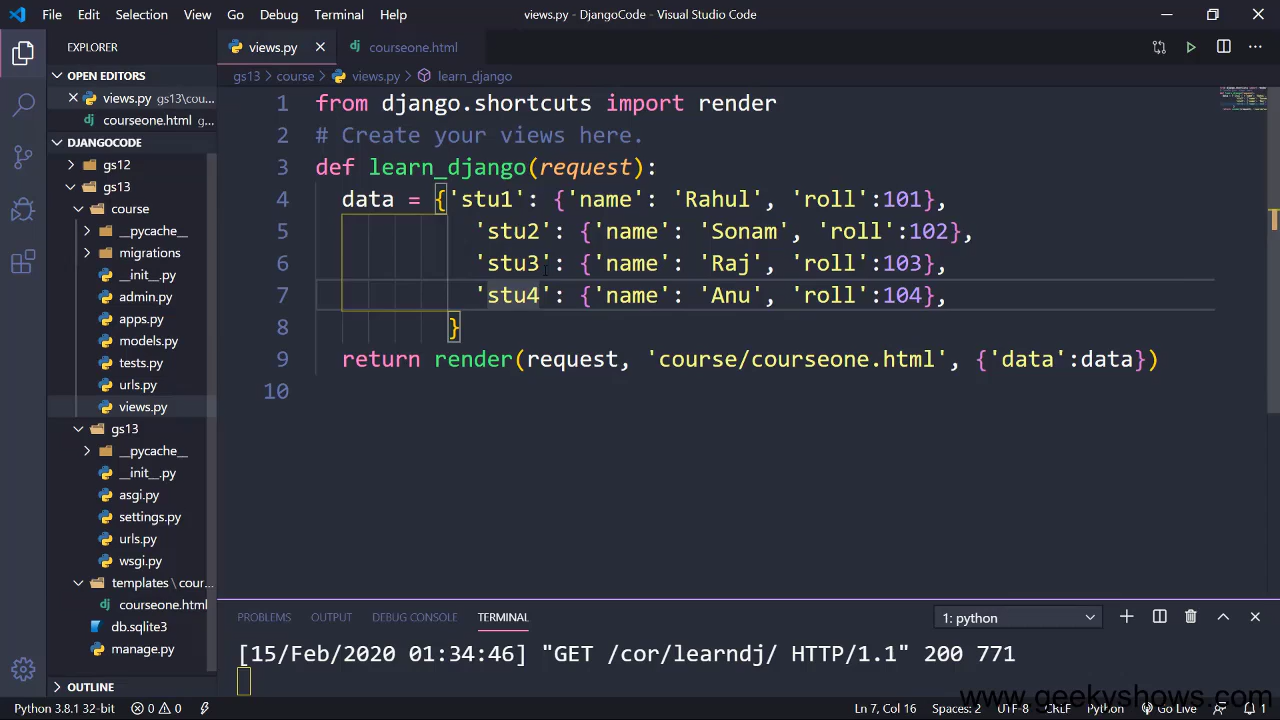 File Edit Selection View Go Debug Terminal Help views.py - DjangoCode - Visual Studio Code
EXPLORER
views.py
courseone.html
OPEN EDITORS
views.py gs13\cou...
courseone.html g...
DJANGOCODE
gs12
gs13
course
__pycache__
migrations
__init__.py
admin.py
apps.py
models.py
tests.py
urls.py
views.py
gs13
__pycache__
__init__.py
asgi.py
settings.py
urls.py
wsgi.py
templates \ cour...
courseone.html
db.sqlite3
manage.py
OUTLINE
gs13 > course > views.py > learn_django
1 from django.shortcuts import render
2 # Create your views here.
3 def learn_django(request):
4 data = {'stu1': {'name': 'Rahul', 'roll':101},
5 'stu2': {'name': 'Sonam', 'roll':102},
6 'stu3': {'name': 'Raj', 'roll':103},
7 'stu4': {'name': 'Anu', 'roll':104},
8 }
9 return render(request, 'course/courseone.html', {'data':data})
10
PROBLEMS OUTPUT DEBUG CONSOLE TERMINAL 1: python
[15/Feb/2020 01:34:46] "GET /cor/learndj/ HTTP/1.1" 200 771
www.geekyshows.com
Python 3.8.1 32-bit 0 0 Ln 7, Col 16 Spaces: 2 UTF-8 CRLF Python Go Live 1